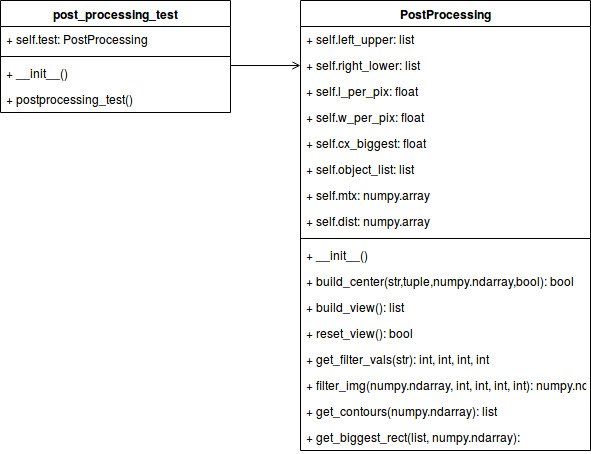 post_processing_test
+ self.test: PostProcessing
+ __init__()
+ postprocessing_test()
PostProcessing
+ self.left_upper: list
+ self.right_lower: list
+ self.l_per_pix: float
+ self.w_per_pix: float
+ self.cx_biggest: float
+ self.object_list: list
+ self.mtx: numpy.array
+ self.dist: numpy.array
+ __init__()
+ build_center(str,tuple,numpy.ndarray,bool): bool
+ build_view(): list
+ reset_view(): bool
+ get_filter_vals(str): int, int, int, int
+ filter_img(numpy.ndarray, int, int, int, int): numpy.nd
+ get_contours(numpy.ndarray): list
+ get_biggest_rect(list, numpy.ndarray):